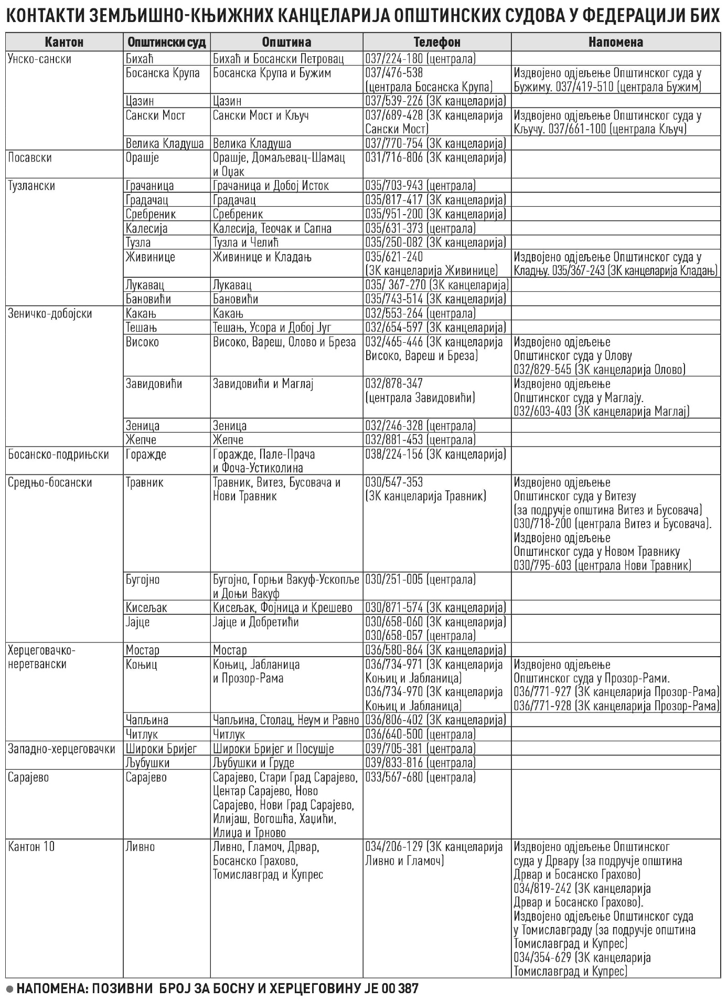 КОНТАКТИ ЗЕМЉИШНО-КЊИЖНИХ КАНЦЕЛАРИЈА ОПШТИНСКИХ СУДОВА У ФЕДЕРАЦИЈИ БИХ
Кантон Општински суд Општина Телефон Напомена
Унско-сански Бихаћ Бихаћ и Босански Петровац 037/224-180 (централа)
Босанска Крупа Босанска Крупа и Бужим 037/476-538 Издвојено одјељење Општинског суда у
(централа Босанска Крупа) Бужиму. 037/419-510 (централа Бужим)
Цазин Цазин 037/539-226 (ЗК канцеларија)
Сански Мост Сански Мост и Кључ 037/689-428 (ЗК канцеларија Издвојено одјељење Општинског суда у
Сански Мост) Кључу. 037/661-100 (централа Кључ)
Велика Кладуша Велика Кладуша 037/770-754 (ЗК канцеларија)
Посавски Орашје Орашје, Домаљевац-Шамац 031/716-806 (ЗК канцеларија)
и Оџак
Тузлански Грачаница Грачаница и Добој Исток 035/703-943 (централа)
Градачац Градачац 035/817-417 (ЗК канцеларија)
Сребреник Сребреник 035/951-200 (ЗК канцеларија)
Калесија Калесија, Теочак и Сапна 035/631-373 (централа)
Тузла Тузла и Челић 035/250-082 (ЗК канцеларија)
Живинице Живинице и Кладањ 035/621-240 Издвојено одјељење Општинског суда у
(ЗК канцеларија Живинице) Кладњу. 035/367-243 (ЗК канцеларија Кладањ)
Лукавац Лукавац 035/ 367-270 (ЗК канцеларија)
Бановићи Бановићи 035/743-514 (ЗК канцеларија)
Зеничко-добојски Какањ Какањ 032/553-264 (централа)
Тешањ Тешањ, Усора и Добој Југ 032/654-597 (ЗК канцеларија)
Високо Високо, Вареш, Олово и Бреза 032/465-446 (ЗК канцеларија Издвојено одјељење
Високо, Вареш и Бреза) Општинског суда у Олову
032/829-545 (ЗК канцеларија Олово)
Завидовићи Завидовићи и Маглај 032/878-347 Издвојено одјељење
(централа Завидовићи) Општинског суда у Маглају.
032/603-403 (ЗК канцеларија Маглај)
Зеница Зеница 032/246-328 (централа)
Жепче Жепче 032/881-453 (централа)
Босанско-подрињски Горажде Горажде, Пале-Прача 038/224-156 (ЗК канцеларија)
и Фоча-Устиколина
Средњо-босански Травник Травник, Витез, Бусовача и 030/547-353 Издвојено одјељење
Нови Травник (ЗК канцеларија Травник) Општинског суда у Витезу
(за подручје општина Витез и Бусовача)
030/718-200 (централа Витез и Бусовача).
Издвојено одјељење
Општинског суда у Новом Травнику
030/795-603 (централа Нови Травник)
Бугојно Бугојно, Горњи Вакуф-Ускопље 030/251-005 (централа)
и Доњи Вакуф
Кисељак Кисељак, Фојница и Крешево 030/871-574 (ЗК канцеларија)
Јајце Јајце и Добретићи 030/658-060 (ЗК канцеларија)
030/658-057 (централа)
Херцеговачко- Мостар Мостар 036/580-864 (ЗК канцеларија)
неретвански Коњиц Коњиц, Јабланица 036/734-971 (ЗК канцеларија Издвојено одјељење
и Прозор-Рама Коњиц и Јабланица) Општинског суда у Прозор-Рами.
036/734-970 (ЗК канцеларија 036/771-927 (ЗК канцеларија Прозор-Рама)
Коњиц и Јабланица) 036/771-928 (ЗК канцеларија Прозор-Рама)
Чапљина Чапљина, Столац, Неум и Равно 036/806-402 (ЗК канцеларија)
Читлук Читлук 036/640-500 (централа)
Западно-херцеговачки Широки Бријег Широки Бријег и Посушје 039/705-381 (централа)
Љубушки Љубушки и Груде 039/833-816 (централа)
Сарајево Сарајево Сарајево, Стари Град Сарајево, 033/567-680 (централа)
Центар Сарајево, Ново
Сарајево, Нови Град Сарајево,
Илијаш, Вогошћа, Хаџићи,
Илиџа и Трново
Кантон 10 Ливно Ливно, Гламоч, Дрвар, 034/206-129 (ЗК канцеларија Издвојено одјељење Општинског
Босанско Грахово, Ливно и Гламоч) суда у Дрвару (за подручје општина
Томиславград и Купрес Дрвар и Босанско Грахово)
034/819-242 (ЗК канцеларија
Дрвар и Босанско Грахово).
Издвојено одјељење Општинског суда
у Томиславграду (за подручје општина
Томиславград и Купрес)
034/354-629 (ЗК канцеларија
Томиславград и Купрес)
● НАПОМЕНА: ПОЗИВНИ БРОЈ ЗА БОСНУ И ХЕРЦЕГОВИНУ ЈЕ 00 387